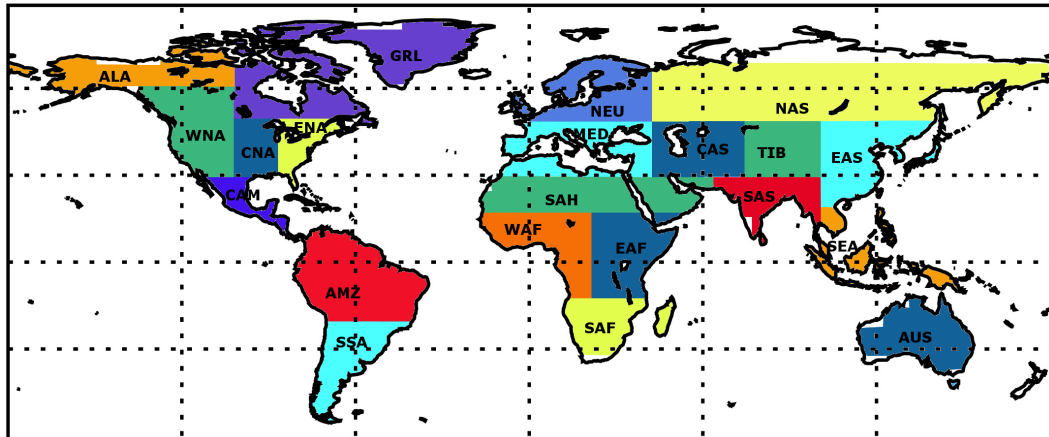 GRL
ALA
NAS
NEU
ENA
WNA
MED
CNA
CAS
TIB
EAS
CAM
SAH
SAS
WAF
EAF
SEA
AMZ
SAF
AUS
SSA